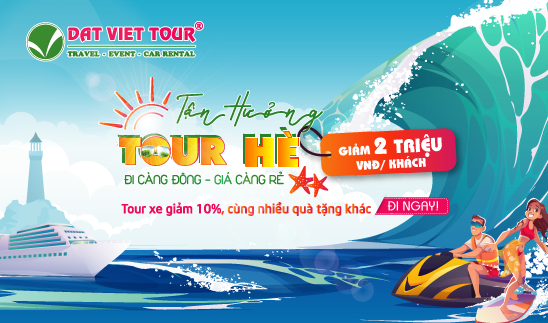 DAT VIET TOUR®
TRAVEL - EVENT - CAR RENTAL
Tận Hưởng
TOUR HÈ
GIẢM 2 TRIỆU
VNĐ/ KHÁCH
ĐI CÀNG ĐÔNG - GIÁ CÀNG RẺ
Tour xe giảm 10%, cùng nhiều quà tặng khác
ĐI NGAY!